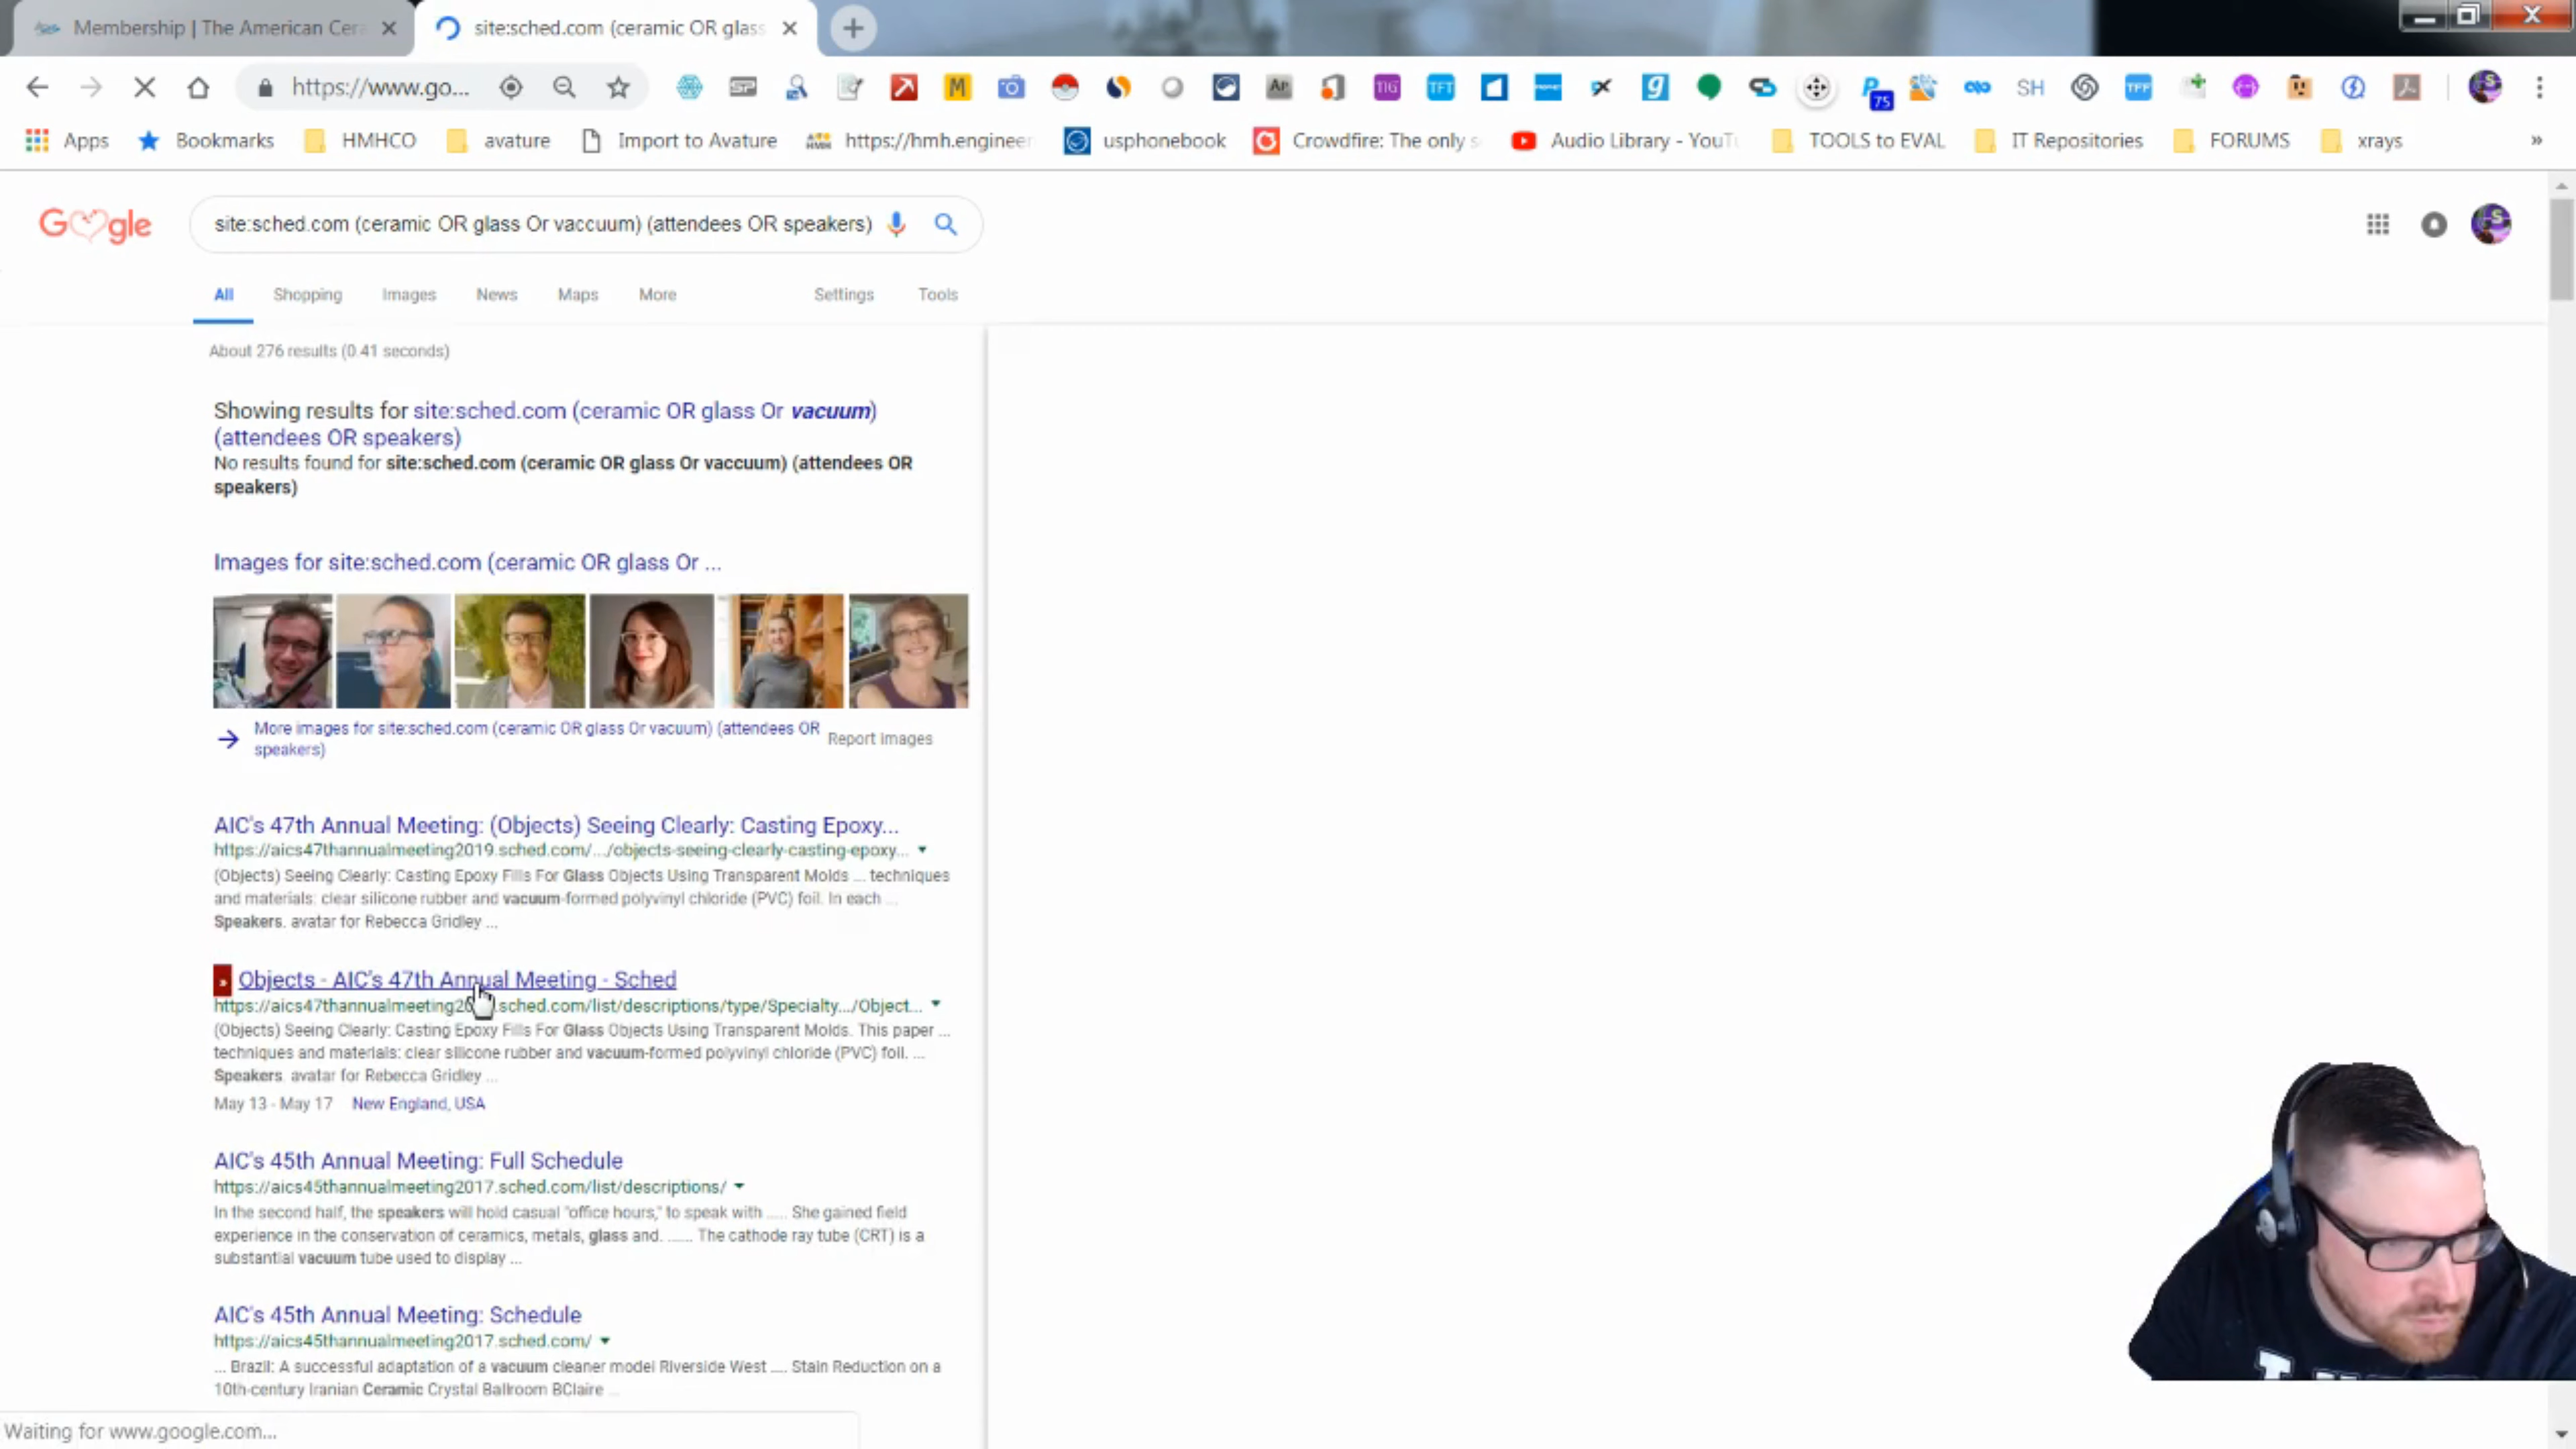 Membership | The American Cera
site:sched.com (ceramic OR glass
https://www.go...
75
Apps
Bookmarks
HMHCO
avature
Import to Avature
https://hmh.engineer
usphonebook
Crowdfire: The only s
Audio Library - YouTu
TOOLS to EVAL
IT Repositories
FORUMS
xrays
»
Google
site:sched.com (ceramic OR glass Or vaccuum) (attendees OR speakers)
All Shopping Images News Maps More Settings Tools
About 276 results (0.41 seconds)
Showing results for site:sched.com (ceramic OR glass Or vacuum)
(attendees OR speakers)
No results found for site:sched.com (ceramic OR glass Or vaccuum) (attendees OR
speakers)
Images for site:sched.com (ceramic OR glass Or ...
More images for site:sched.com (ceramic OR glass Or vacuum) (attendees OR
speakers)
Report images
AIC's 47th Annual Meeting: (Objects) Seeing Clearly: Casting Epoxy...
https://aics47thannualmeeting2019.sched.com/.../objects-seeing-clearly-casting-epoxy...
(Objects) Seeing Clearly: Casting Epoxy Fills For Glass Objects Using Transparent Molds ... techniques
and materials: clear silicone rubber and vacuum-formed polyvinyl chloride (PVC) foil. In each ...
Speakers. avatar for Rebecca Gridley ...
» Objects - AIC's 47th Annual Meeting - Sched
https://aics47thannualmeeting20 sched.com/list/descriptions/type/Specialty.../Object...
(Objects) Seeing Clearly: Casting Epoxy Fills For Glass Objects Using Transparent Molds. This paper ...
techniques and materials: clear silicone rubber and vacuum-formed polyvinyl chloride (PVC) foil. ...
Speakers. avatar for Rebecca Gridley ...
May 13 - May 17 New England, USA
AIC's 45th Annual Meeting: Full Schedule
https://aics45thannualmeeting2017.sched.com/list/descriptions/
In the second half, the speakers will hold casual "office hours," to speak with ..... She gained field
experience in the conservation of ceramics, metals, glass and. ...... The cathode ray tube (CRT) is a
substantial vacuum tube used to display ...
AIC's 45th Annual Meeting: Schedule
https://aics45thannualmeeting2017.sched.com/
... Brazil: A successful adaptation of a vacuum cleaner model Riverside West .... Stain Reduction on a
10th-century Iranian Ceramic Crystal Ballroom BClaire ...
Waiting for www.google.com...